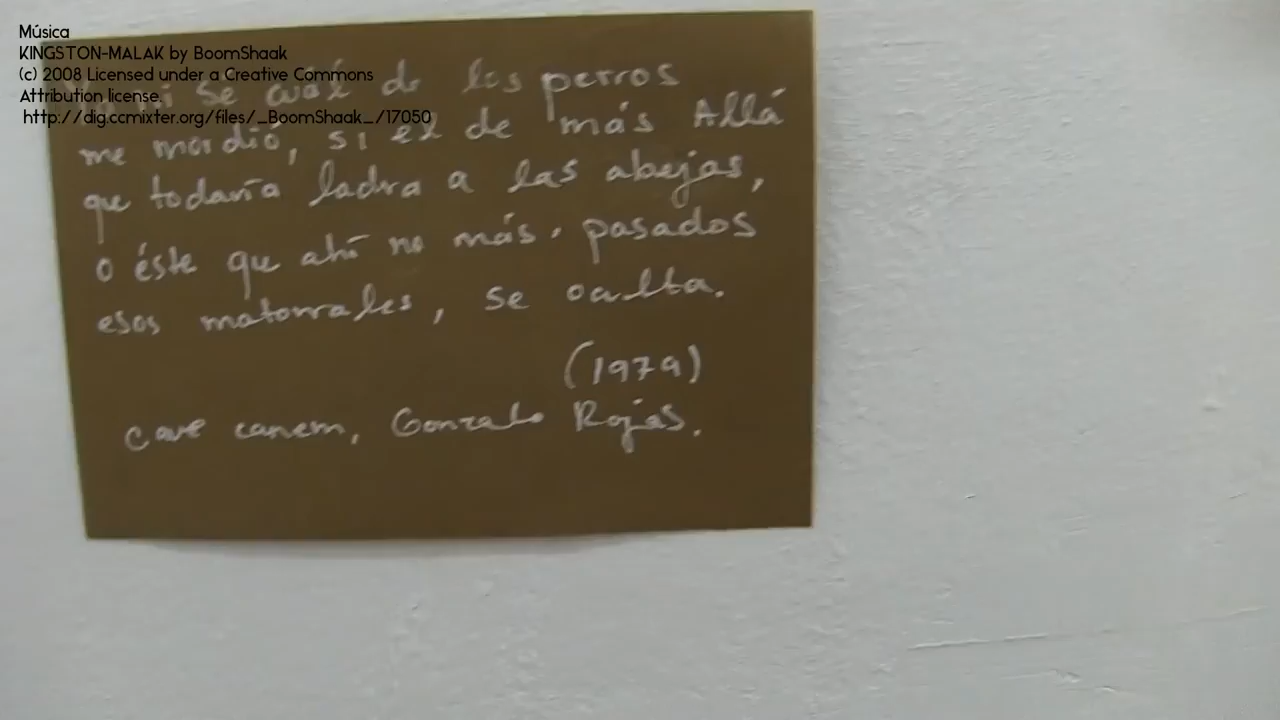 Música
KINGSTON-MALAK by BoomShaak
(c) 2008 Licensed under a Creative Commons
Attribution license.
http://dig.ccmixter.org/files/_BoomShaak_/17050
se cuál de los perros
me mordió, si el de más Allá
que todavía ladra a las abejas,
o éste que ahí no más, pasados
esos matorrales, se oculta.
(1979)
cave canem, Gonzalo Rojas.